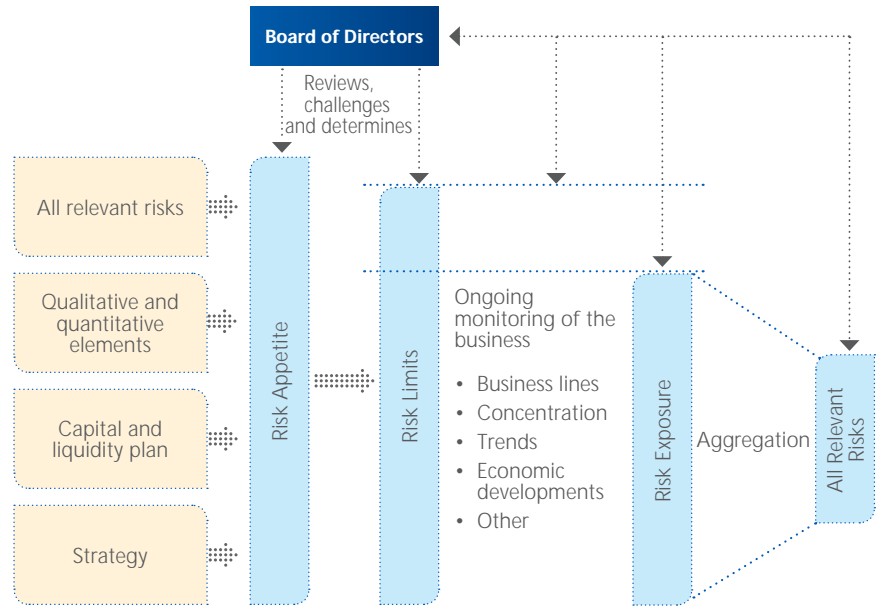 Board of Directors
Reviews,
challenges
and determines
All relevant risks
Qualitative and
quantitative
elements
Capital and
liquidity plan
Strategy
Risk Appetite
Risk Limits
Ongoing
monitoring of the
business
• Business lines
• Concentration
• Trends
• Economic
developments
• Other
Risk Exposure
Aggregation
All Relevant
Risks